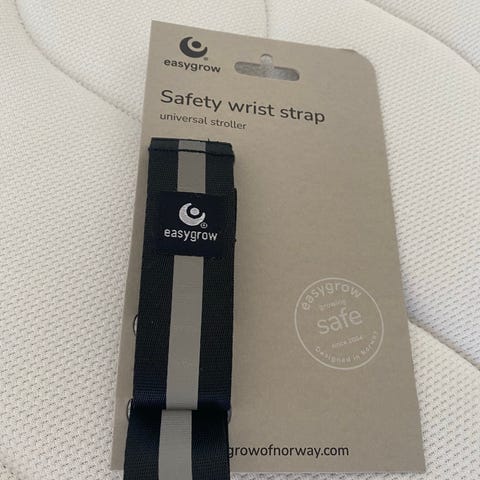 easygrow
Safety wrist strap
universal stroller
easygrow
easygrow
growing
safe
since 2004
Designed in Norway
growofnorway.com